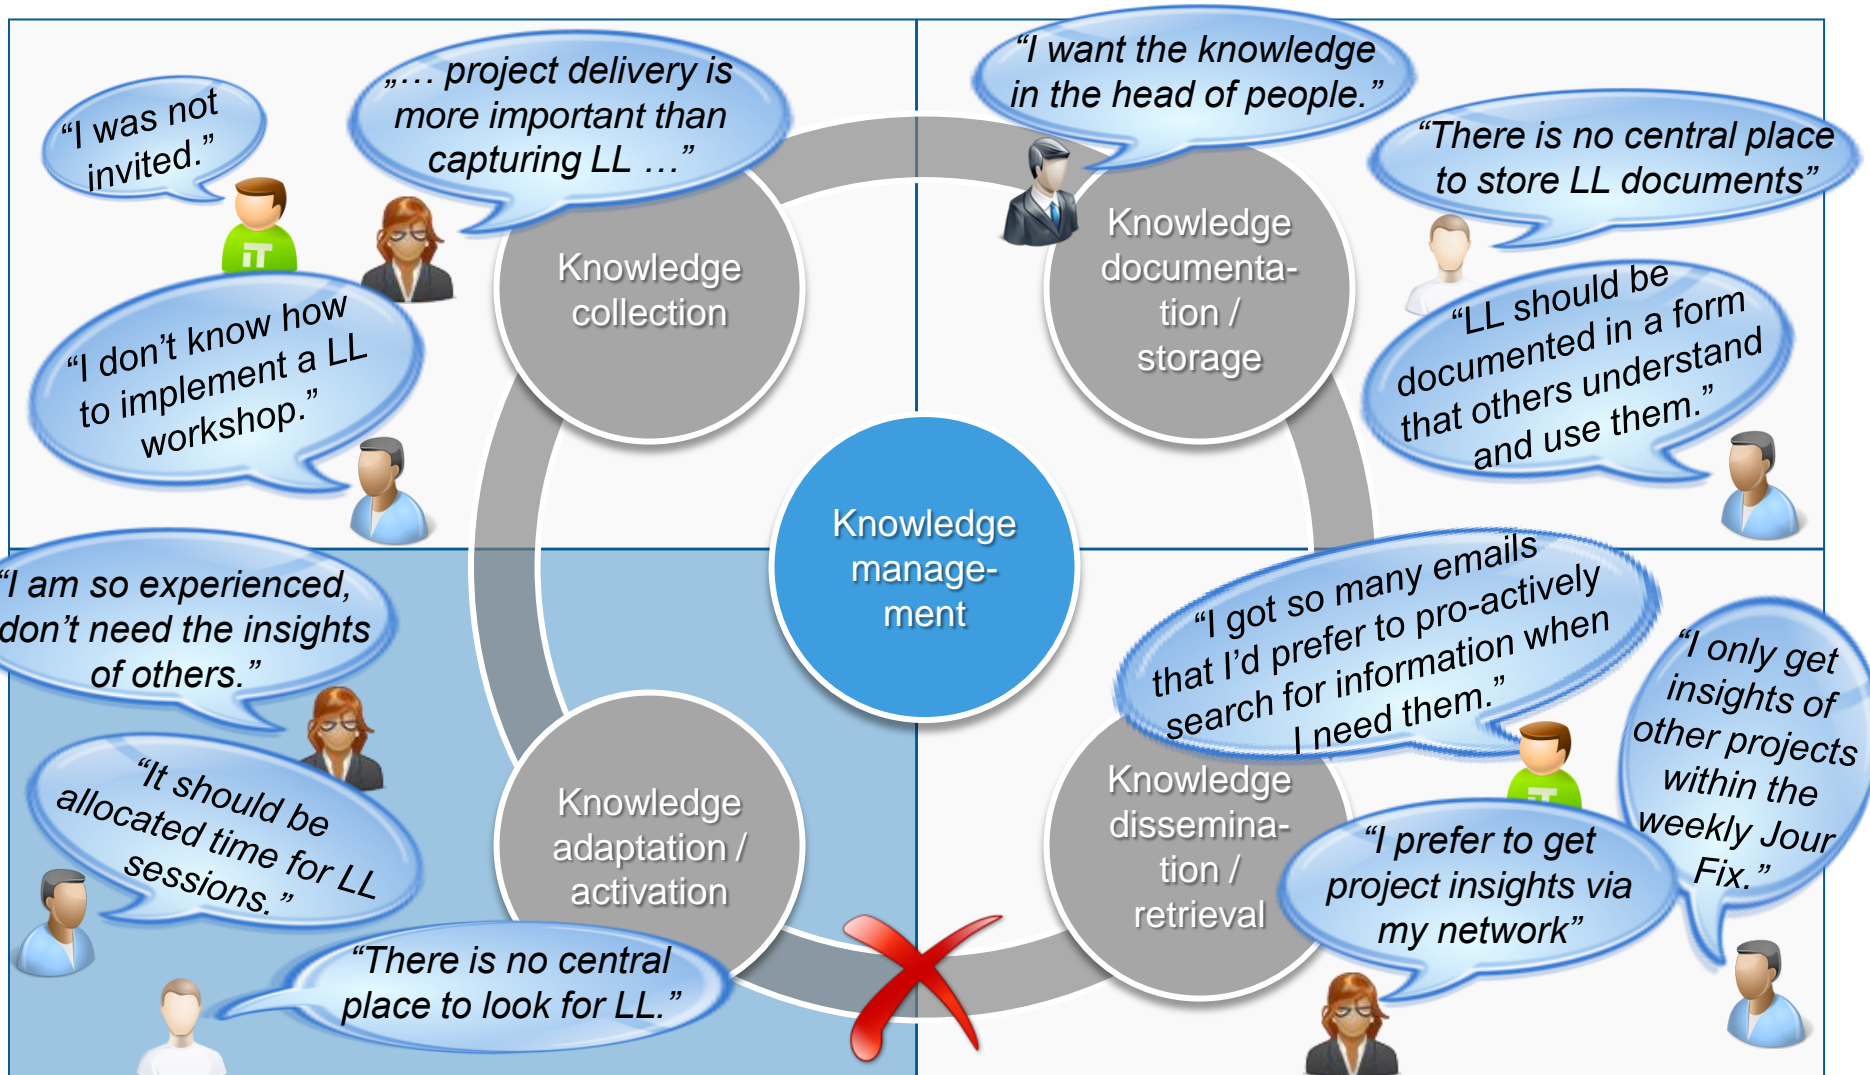 “I was not
invited.”
„… project delivery is
more important than
capturing LL …”
“I don’t know how
to implement a LL
workshop.”
Knowledge
collection
“I want the knowledge
in the head of people.”
“There is no central place
to store LL documents”
“LL should be
documented in a form
that others understand
and use them.”
Knowledge
documenta-
tion /
storage
Knowledge
manage-
ment
“I am so experienced,
don’t need the insights
of others.”
“It should be
allocated time for LL
sessions.”
“There is no central
place to look for LL.”
Knowledge
adaptation /
activation
“I got so many emails
that I’d prefer to pro-actively
search for information when
I need them.”
“I only get
insights of
other projects
within the
weekly Jour
Fix.”
“I prefer to get
project insights via
my network”
Knowledge
dissemina-
tion /
retrieval
iT